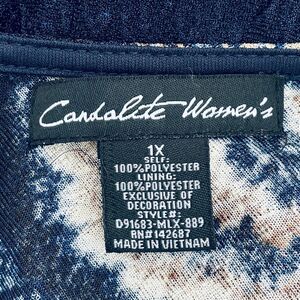 Candalite Women's
1X
SELF:
100%POLYESTER
LINING:
100%POLYESTER
EXCLUSIVE OF
DECORATION
STYLE#:
D91683-MLX-889
RN#142687
MADE IN VIETNAM